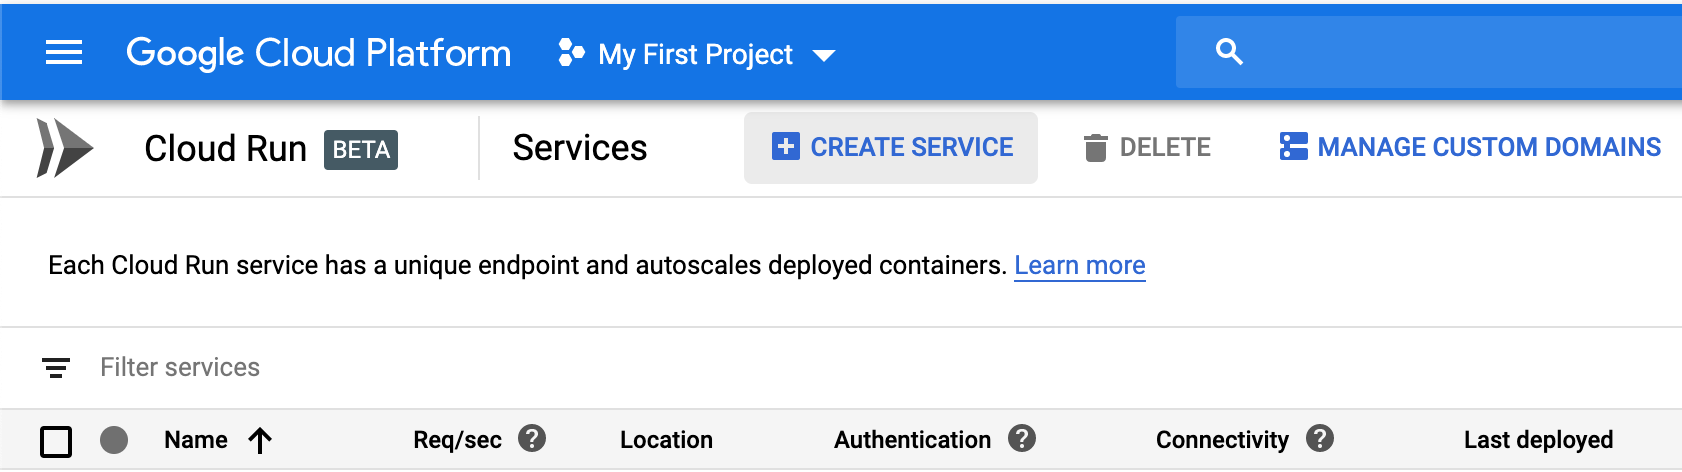 Google Cloud Platform My First Project
Cloud Run BETA Services CREATE SERVICE DELETE MANAGE CUSTOM DOMAINS
Each Cloud Run service has a unique endpoint and autoscales deployed containers. Learn more
Filter services
Name Req/sec Location Authentication Connectivity Last deployed